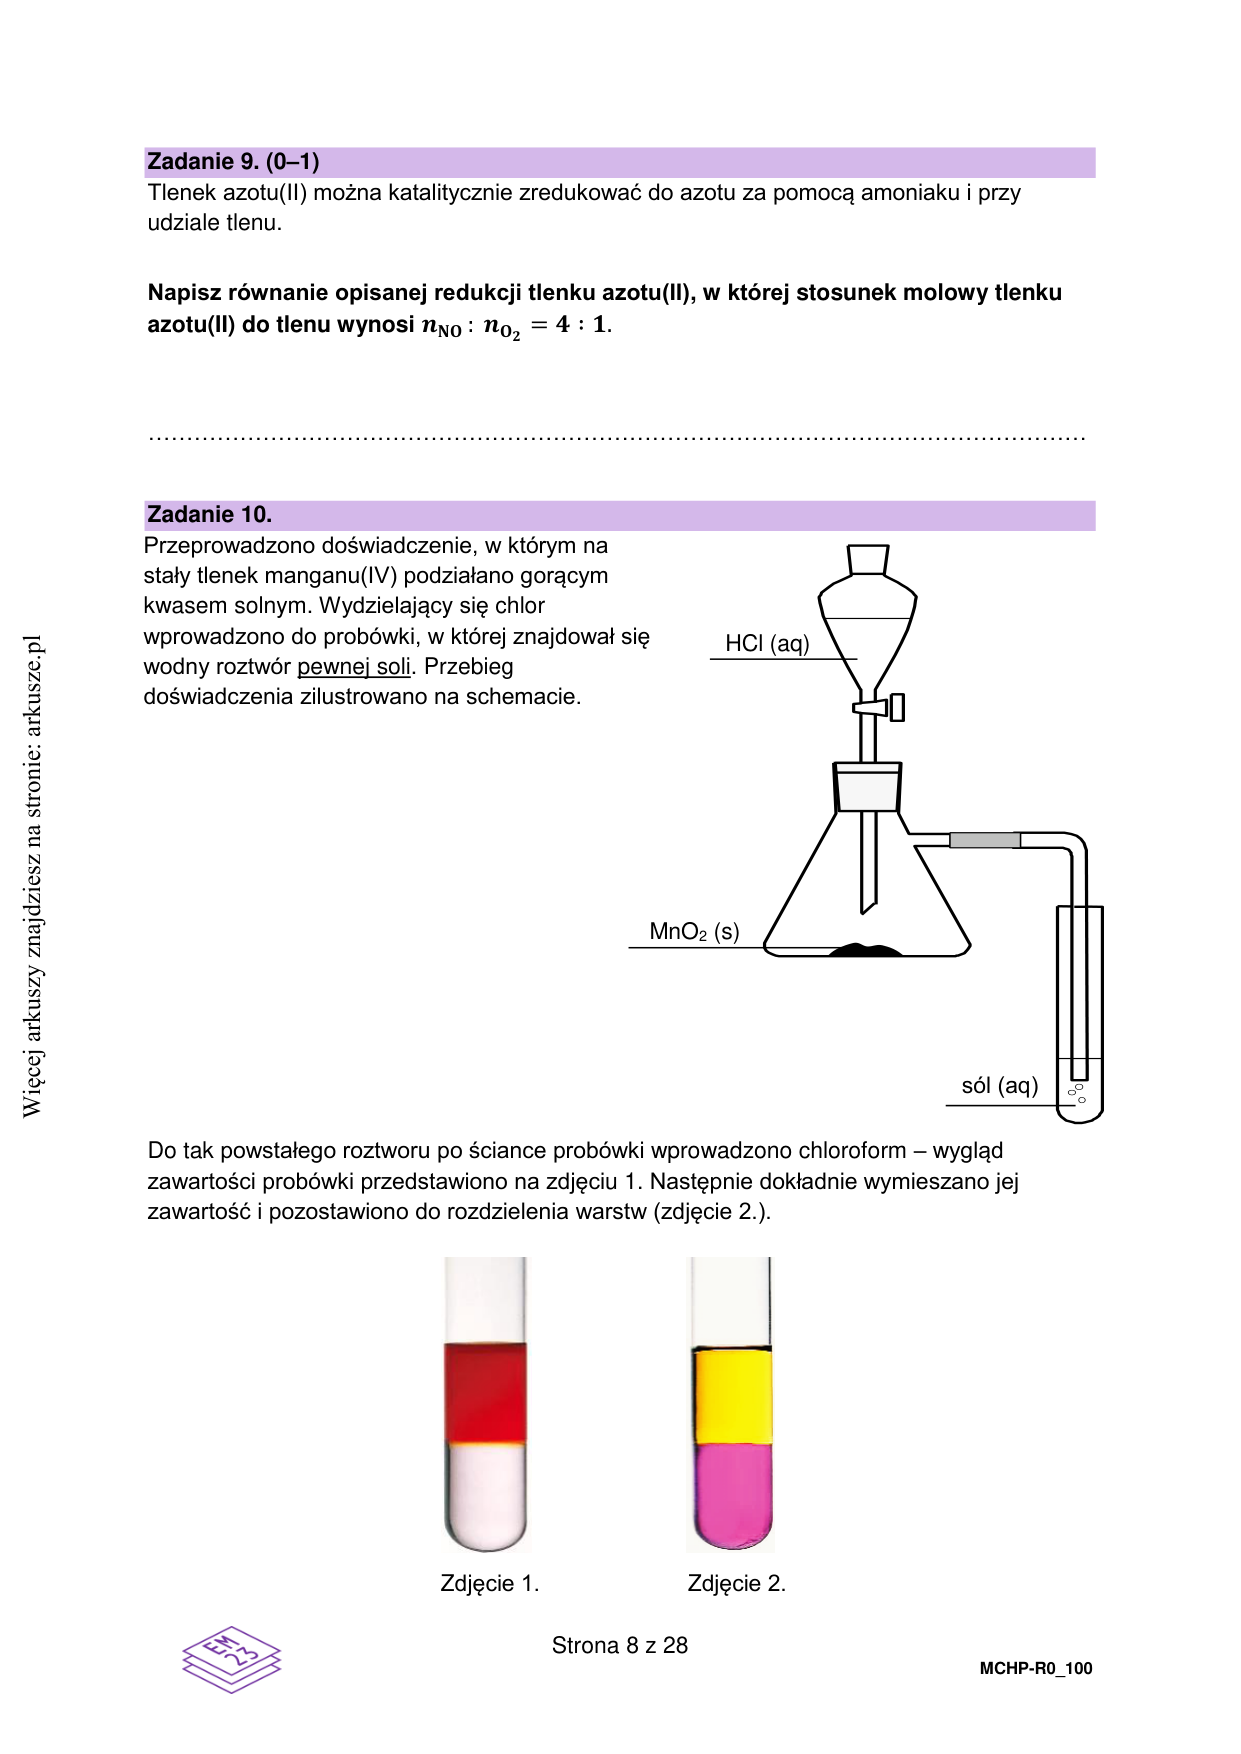 Zadanie 9. (0–1)
Tlenek azotu(II) można katalitycznie zredukować do azotu za pomocą amoniaku i przy
udziale tlenu.
Napisz równanie opisanej redukcji tlenku azotu(II), w której stosunek molowy tlenku
azotu(II) do tlenu wynosi n_NO : n_O₂ = 4 : 1.
……………………………………………………………………………………………………………
Zadanie 10.
Przeprowadzono doświadczenie, w którym na
stały tlenek manganu(IV) podziałano gorącym
kwasem solnym. Wydzielający się chlor
wprowadzono do probówki, w której znajdował się
wodny roztwór pewnej soli. Przebieg
doświadczenia zilustrowano na schemacie.
HCl (aq)
MnO₂ (s)
sól (aq)
Do tak powstałego roztworu po ściance probówki wprowadzono chloroform – wygląd
zawartości probówki przedstawiono na zdjęciu 1. Następnie dokładnie wymieszano jej
zawartość i pozostawiono do rozdzielenia warstw (zdjęcie 2.).
Zdjęcie 1.
Zdjęcie 2.
EM
23
Strona 8 z 28
MCHP-R0_100
Więcej arkuszy znajdziesz na stronie: arkusze.pl